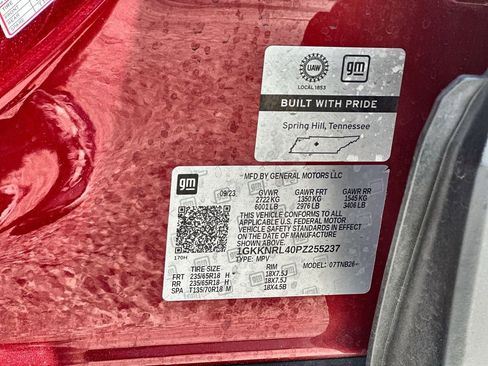 UAW
gm
LOCAL 1853
BUILT WITH PRIDE
Spring Hill, Tennessee
gm
MFD BY GENERAL MOTORS LLC
09/23 GVWR GAWR FRT GAWR RR
2722 KG 1350 KG 1545 KG
6001 LB 2976 LB 3406 LB
THIS VEHICLE CONFORMS TO ALL
APPLICABLE U.S. FEDERAL MOTOR
VEHICLE SAFETY STANDARDS IN EFFECT
ON THE DATE OF MANUFACTURE SHOWN ABOVE.
1GKKNRL40PZ255237
TYPE: MPV
170H
MODEL: 07TNB26
TIRE SIZE RIM
FRT 235/65R18 H 18X7.5J
RR 235/65R18 H 18X7.5J
SPA T135/70R18 M 18X4.5B